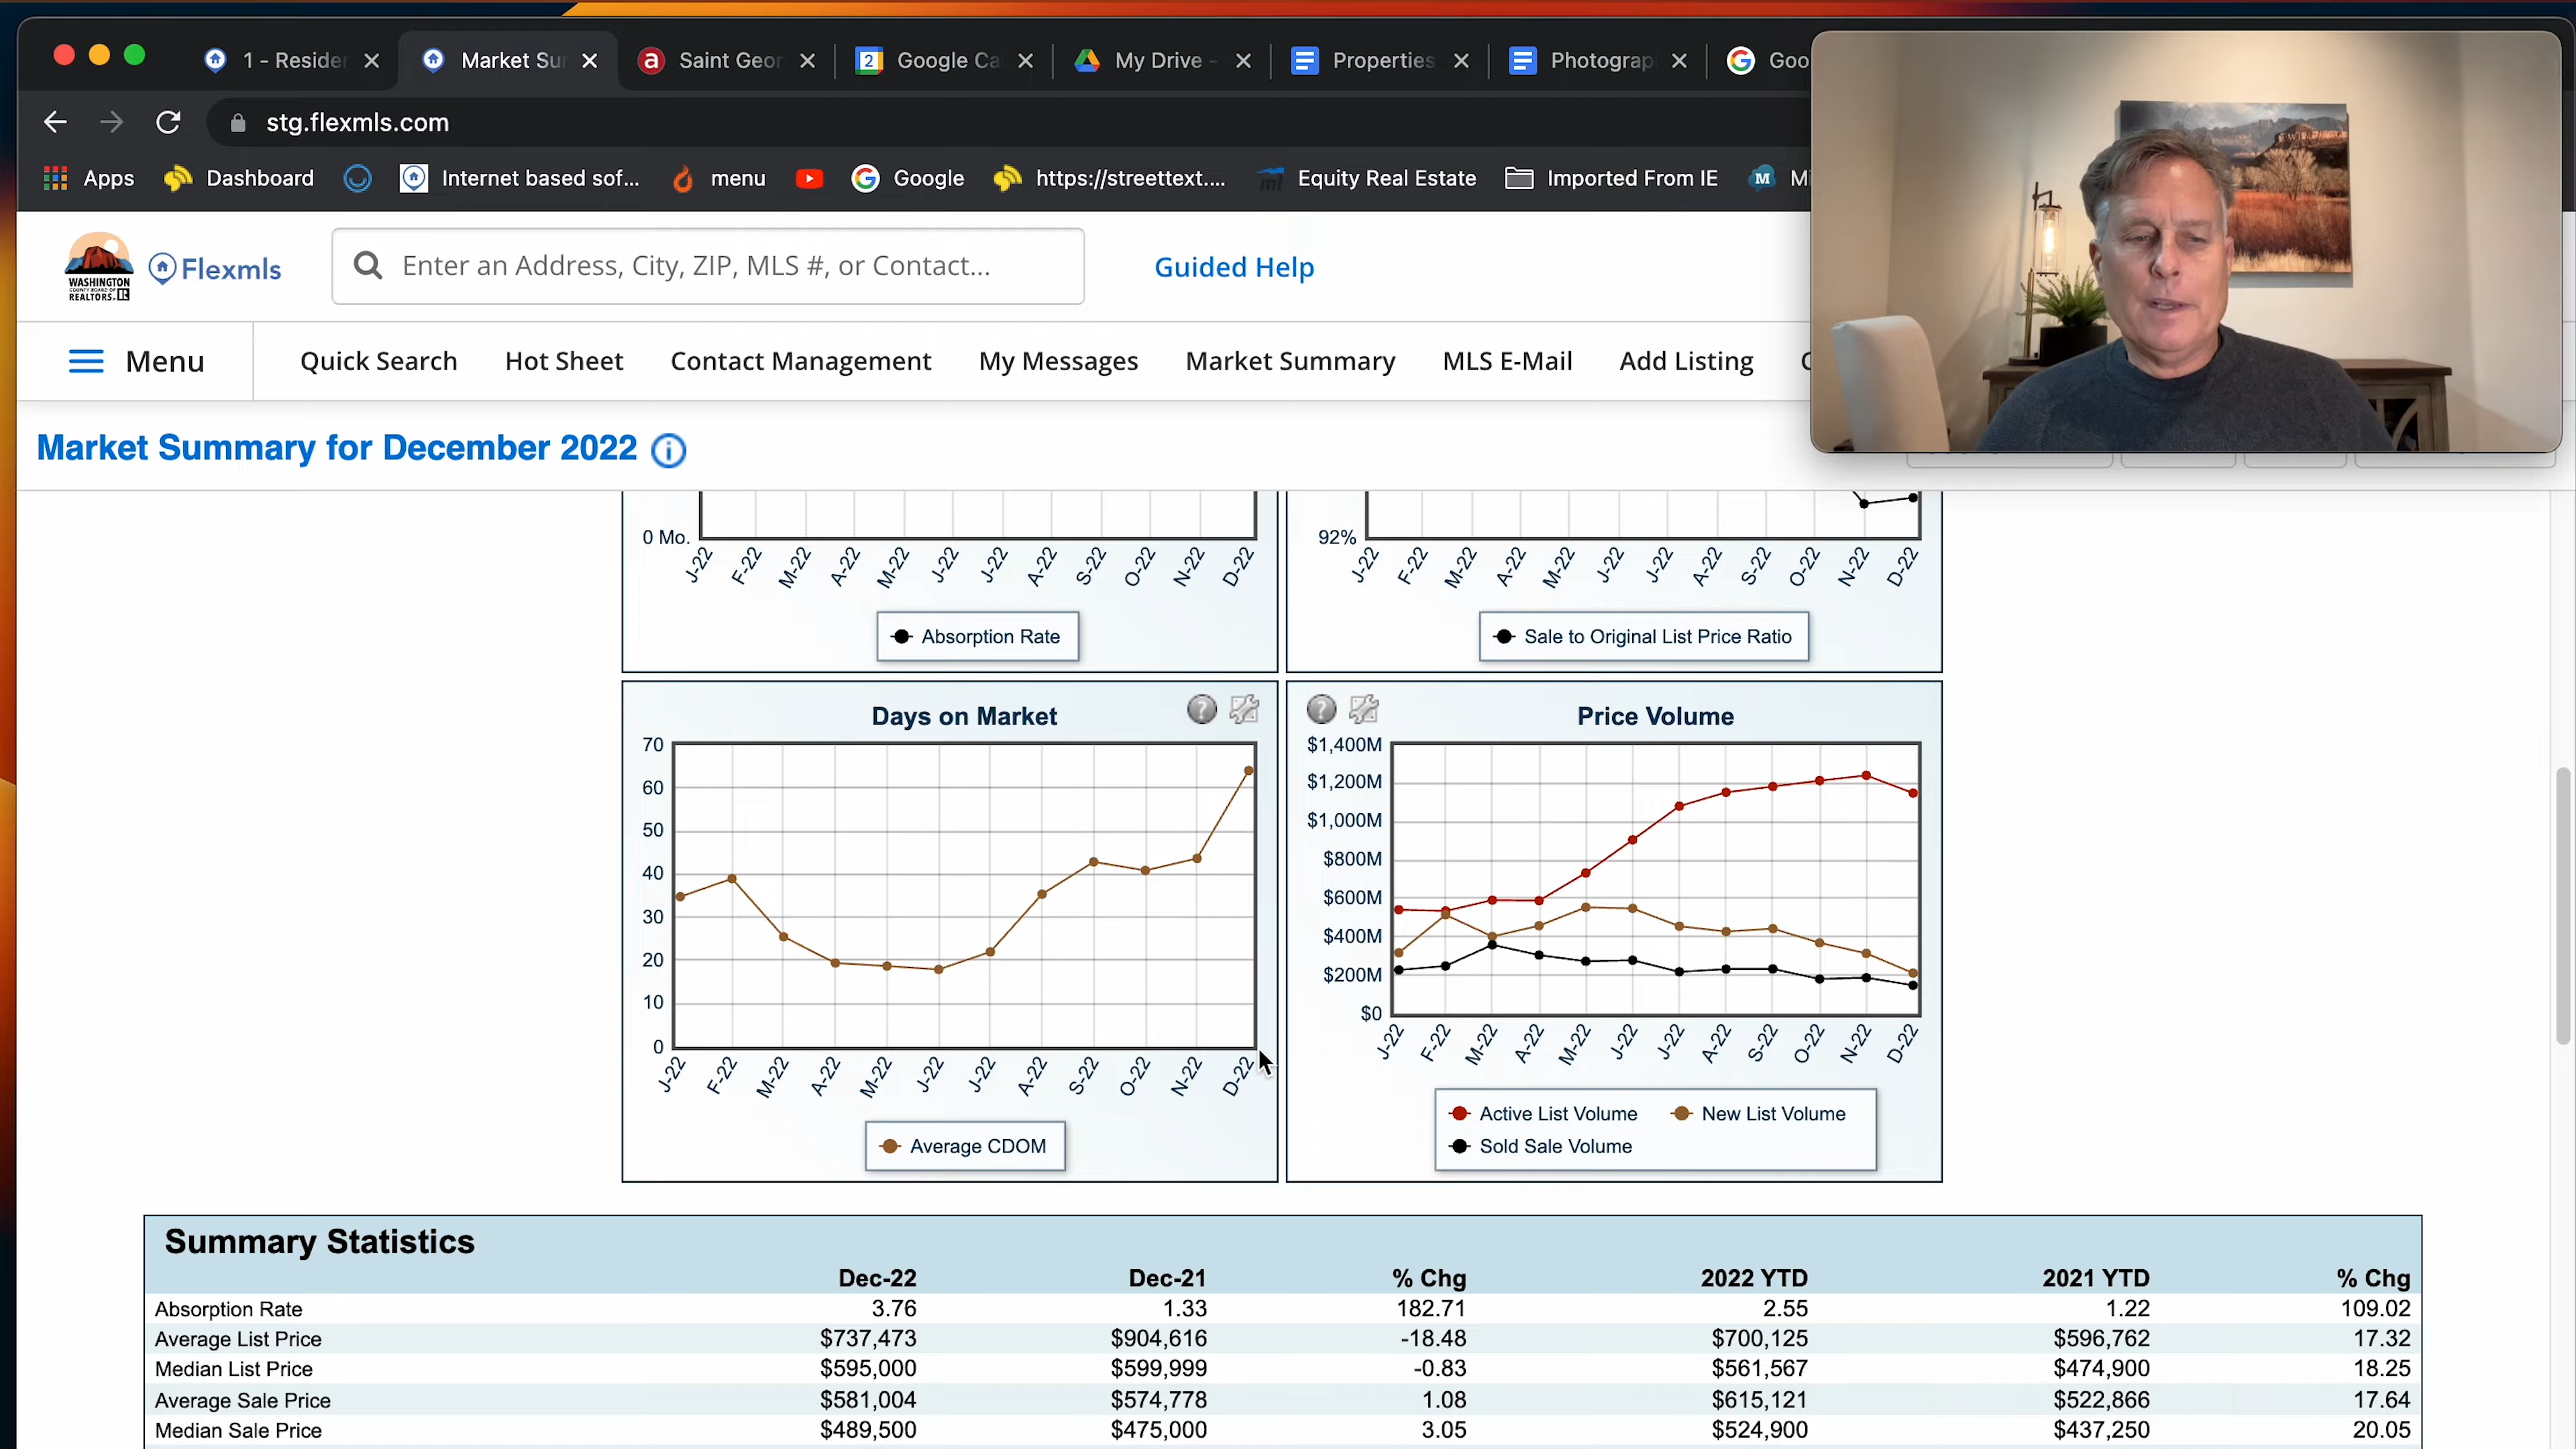 1 - Reside
Market Su
Saint Geor
Google Ca
My Drive -
Properties
Photograp
Goo
stg.flexmls.com
Apps
Dashboard
Internet based sof...
menu
Google
https://streettext....
Equity Real Estate
Imported From IE
WASHINGTON
COUNTY BOARD OF
REALTORS
Flexmls
Enter an Address, City, ZIP, MLS #, or Contact...
Guided Help
Menu
Quick Search
Hot Sheet
Contact Management
My Messages
Market Summary
MLS E-Mail
Add Listing
Market Summary for December 2022
0 Mo.
J-22 F-22 M-22 A-22 M-22 J-22 J-22 A-22 S-22 O-22 N-22 D-22
Absorption Rate
92%
J-22 F-22 M-22 A-22 M-22 J-22 J-22 A-22 S-22 O-22 N-22 D-22
Sale to Original List Price Ratio
Days on Market
70
60
50
40
30
20
10
0
J-22 F-22 M-22 A-22 M-22 J-22 J-22 A-22 S-22 O-22 N-22 D-22
Average CDOM
Price Volume
$1,400M
$1,200M
$1,000M
$800M
$600M
$400M
$200M
$0
J-22 F-22 M-22 A-22 M-22 J-22 J-22 A-22 S-22 O-22 N-22 D-22
Active List Volume New List Volume
Sold Sale Volume
Summary Statistics
Dec-22 Dec-21 % Chg 2022 YTD 2021 YTD % Chg
Absorption Rate 3.76 1.33 182.71 2.55 1.22 109.02
Average List Price $737,473 $904,616 -18.48 $700,125 $596,762 17.32
Median List Price $595,000 $599,999 -0.83 $561,567 $474,900 18.25
Average Sale Price $581,004 $574,778 1.08 $615,121 $522,866 17.64
Median Sale Price $489,500 $475,000 3.05 $524,900 $437,250 20.05